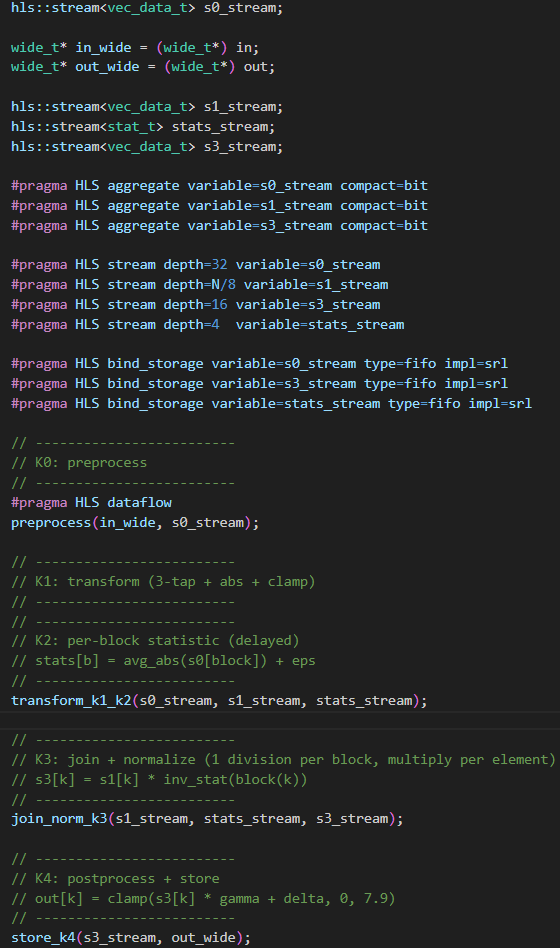 hls::stream<vec_data_t> s0_stream;
wide_t* in_wide = (wide_t*) in;
wide_t* out_wide = (wide_t*) out;
hls::stream<vec_data_t> s1_stream;
hls::stream<stat_t> stats_stream;
hls::stream<vec_data_t> s3_stream;
#pragma HLS aggregate variable=s0_stream compact=bit
#pragma HLS aggregate variable=s1_stream compact=bit
#pragma HLS aggregate variable=s3_stream compact=bit
#pragma HLS stream depth=32 variable=s0_stream
#pragma HLS stream depth=N/8 variable=s1_stream
#pragma HLS stream depth=16 variable=s3_stream
#pragma HLS stream depth=4  variable=stats_stream
#pragma HLS bind_storage variable=s0_stream type=fifo impl=srl
#pragma HLS bind_storage variable=s3_stream type=fifo impl=srl
#pragma HLS bind_storage variable=stats_stream type=fifo impl=srl
// -------------------------
// K0: preprocess
// -------------------------
#pragma HLS dataflow
preprocess(in_wide, s0_stream);
// -------------------------
// K1: transform (3-tap + abs + clamp)
// -------------------------
// -------------------------
// K2: per-block statistic (delayed)
// stats[b] = avg_abs(s0[block]) + eps
// -------------------------
transform_k1_k2(s0_stream, s1_stream, stats_stream);
// -------------------------
// K3: join + normalize (1 division per block, multiply per element)
// s3[k] = s1[k] * inv_stat(block(k))
// -------------------------
join_norm_k3(s1_stream, stats_stream, s3_stream);
// -------------------------
// K4: postprocess + store
// out[k] = clamp(s3[k] * gamma + delta, 0, 7.9)
// -------------------------
store_k4(s3_stream, out_wide);